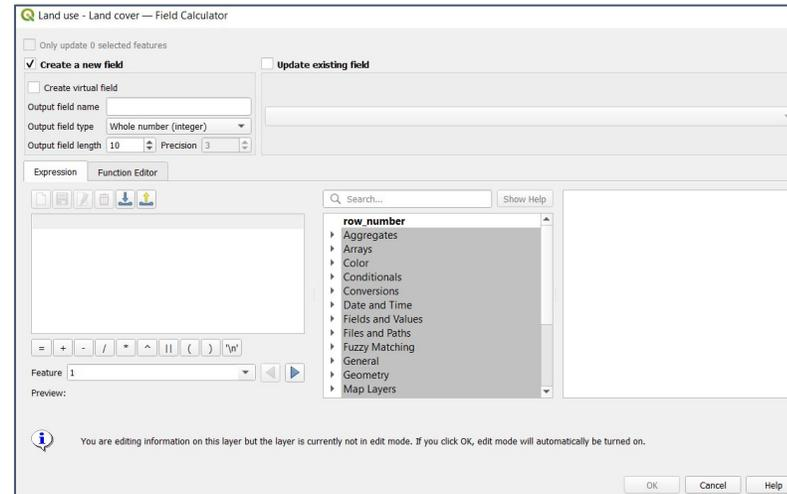 Land use - Land cover — Field Calculator
Only update 0 selected features
Create a new field
Update existing field
Create virtual field
Output field name
Output field type Whole number (integer)
Output field length 10 Precision 3
Expression Function Editor
Search... Show Help
row_number
Aggregates
Arrays
Color
Conditionals
Conversions
Date and Time
Fields and Values
Files and Paths
Fuzzy Matching
General
Geometry
Map Layers
= + - / * ^ || ( ) '\n'
Feature 1
Preview:
You are editing information on this layer but the layer is currently not in edit mode. If you click OK, edit mode will automatically be turned on.
OK Cancel Help